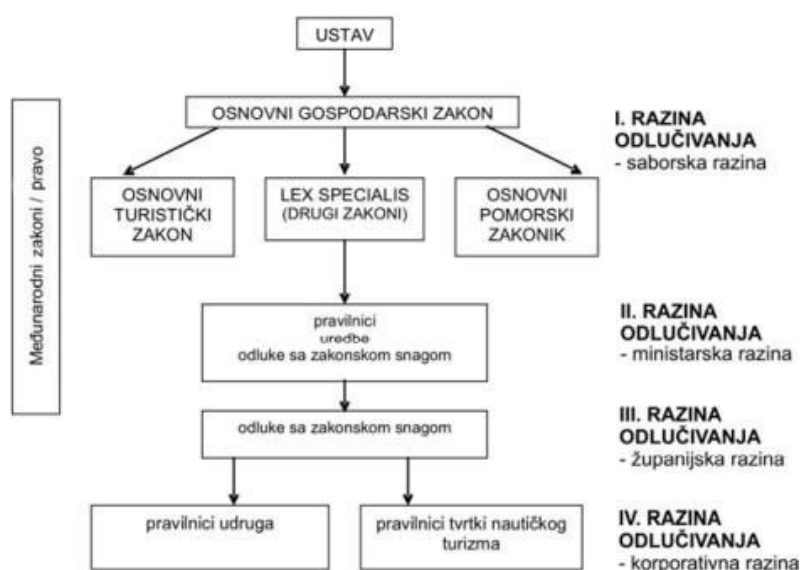 USTAV
OSNOVNI GOSPODARSKI ZAKON
I. RAZINA
ODLUČIVANJA
- saborska razina
Međunarodni zakoni / pravo
OSNOVNI
TURISTIČKI
ZAKON
LEX SPECIALIS
(DRUGI ZAKONI)
OSNOVNI
POMORSKI
ZAKONIK
pravilnici
uredbe
odluke sa zakonskom snagom
II. RAZINA
ODLUČIVANJA
- ministarska razina
odluke sa zakonskom snagom
III. RAZINA
ODLUČIVANJA
- županijska razina
pravilnici udruga
pravilnici tvrtki nautičkog
turizma
IV. RAZINA
ODLUČIVANJA
- korporativna razina